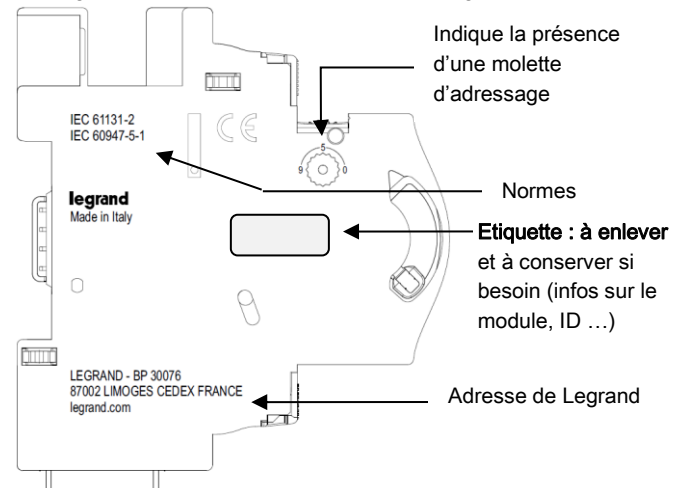 Indique la présence
d'une molette
d'adressage
IEC 61131-2
IEC 60947-5-1
CE
5
9
0
Normes
legrand
Made in Italy
Etiquette : à enlever
et à conserver si
besoin (infos sur le
module, ID …)
LEGRAND - BP 30076
87002 LIMOGES CEDEX FRANCE
legrand.com
Adresse de Legrand